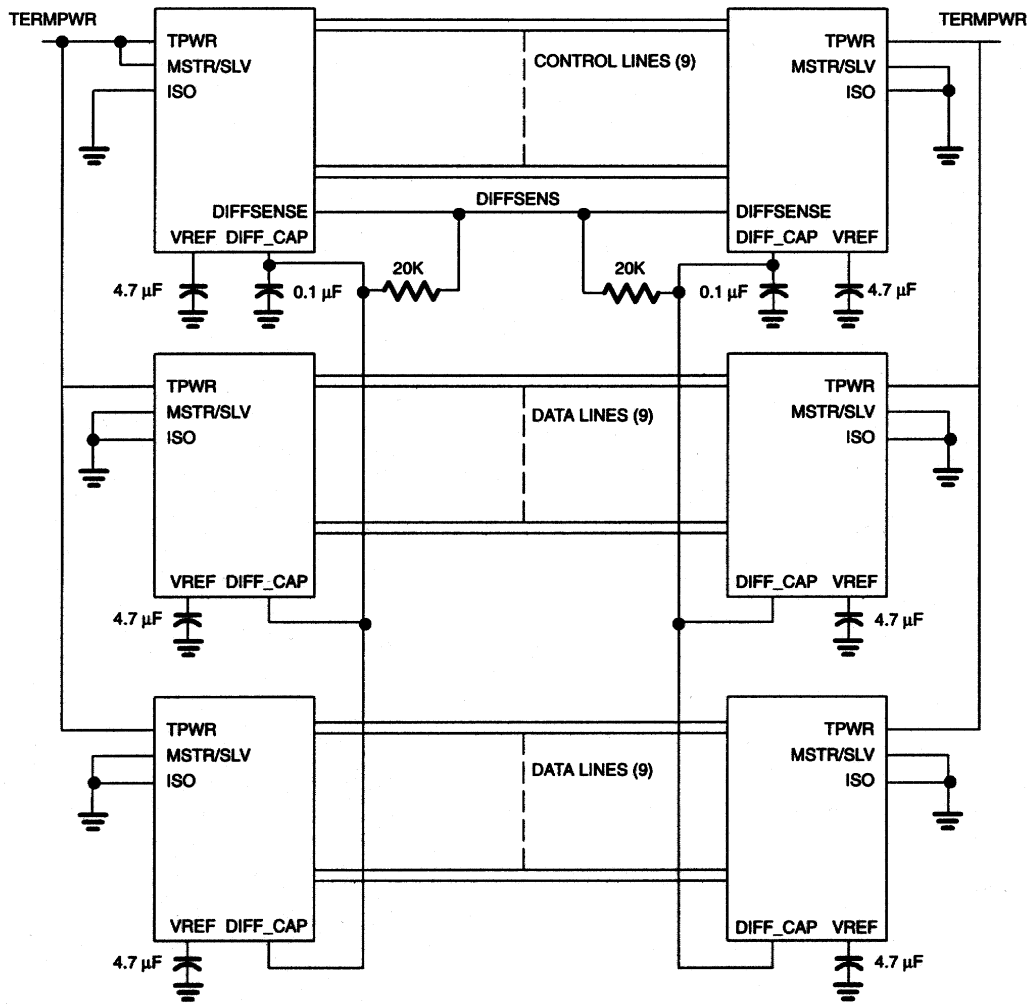 TERMPWR TERMPWR
TPWR TPWR
MSTR/SLV CONTROL LINES (9) MSTR/SLV
ISO ISO
DIFFSENSE DIFFSENS DIFFSENSE
VREF DIFF_CAP DIFF_CAP VREF
4.7 µF 0.1 µF 20K 20K 0.1 µF 4.7 µF
TPWR TPWR
MSTR/SLV DATA LINES (9) MSTR/SLV
ISO ISO
VREF DIFF_CAP DIFF_CAP VREF
4.7 µF 4.7 µF
TPWR TPWR
MSTR/SLV DATA LINES (9) MSTR/SLV
ISO ISO
VREF DIFF_CAP DIFF_CAP VREF
4.7 µF 4.7 µF